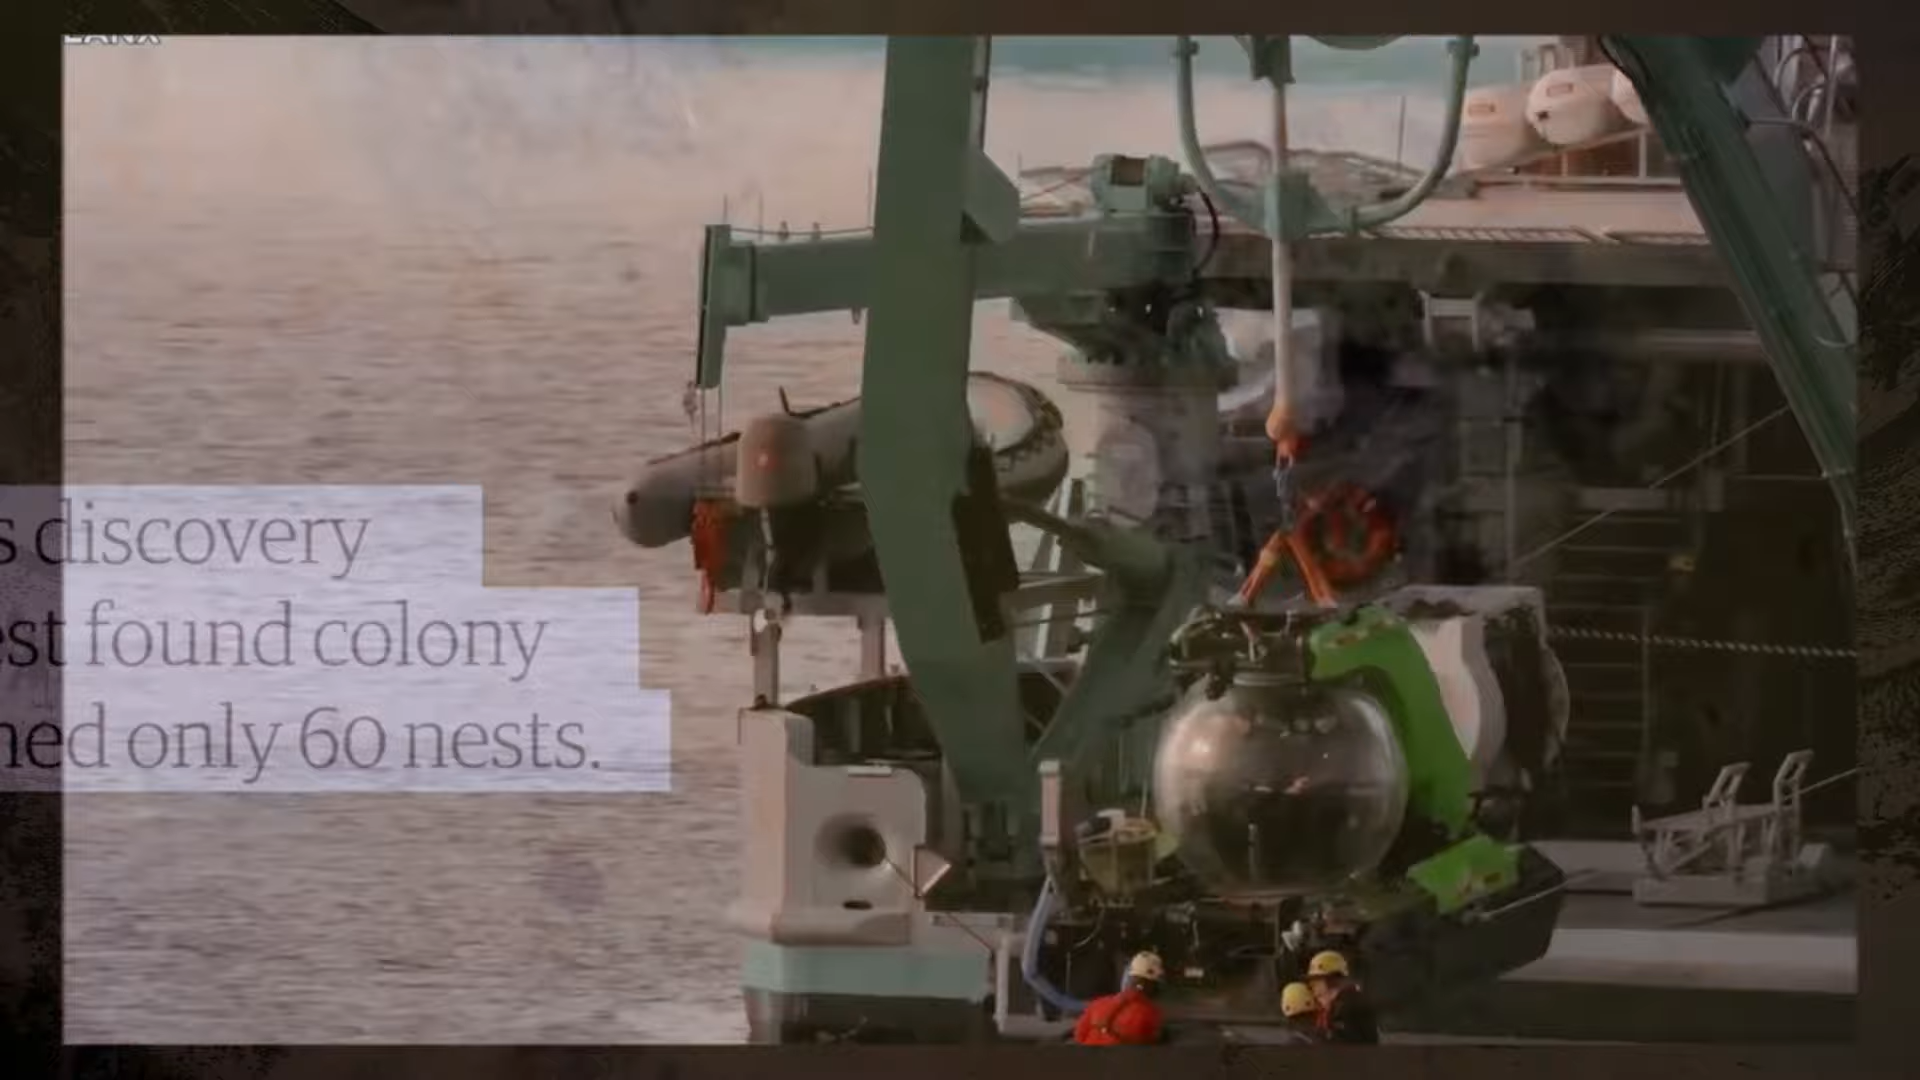 s discovery
est found colony
ned only 60 nests.